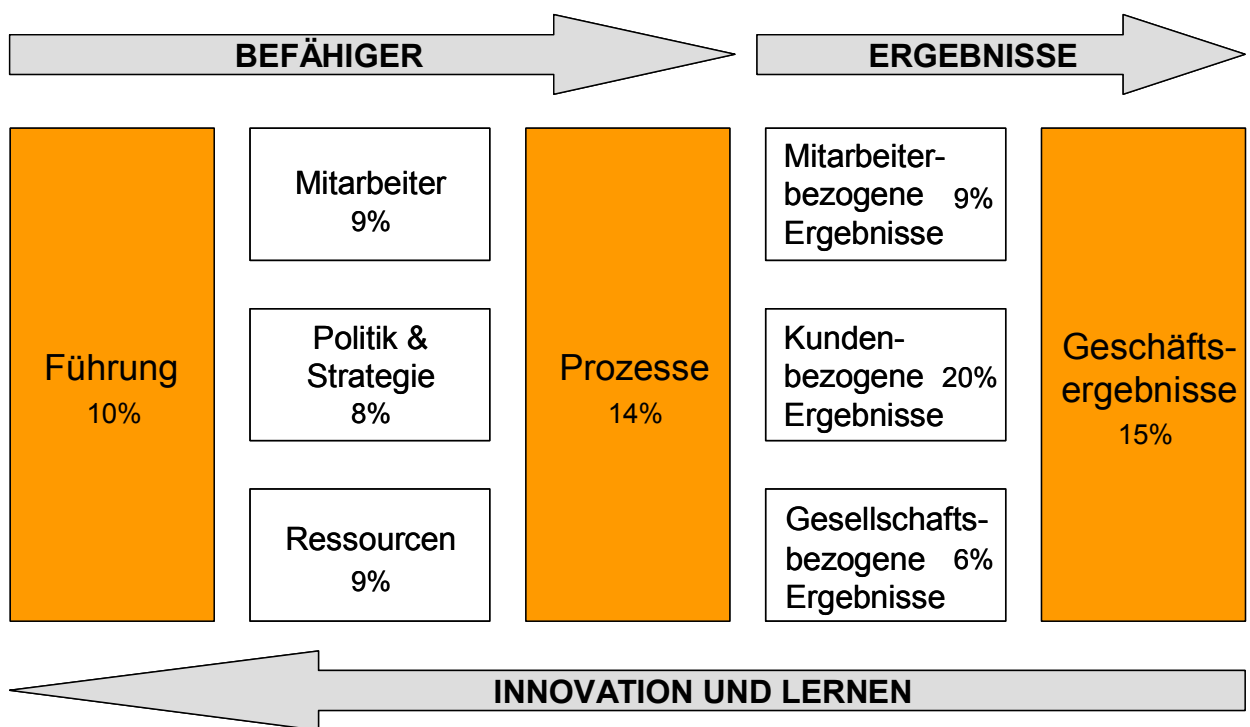 BEFÄHIGER
ERGEBNISSE
Führung
10%
Mitarbeiter
9%
Politik &
Strategie
8%
Ressourcen
9%
Prozesse
14%
Mitarbeiter-
bezogene 9%
Ergebnisse
Kunden-
bezogene 20%
Ergebnisse
Gesellschafts-
bezogene 6%
Ergebnisse
Geschäfts-
ergebnisse
15%
INNOVATION UND LERNEN